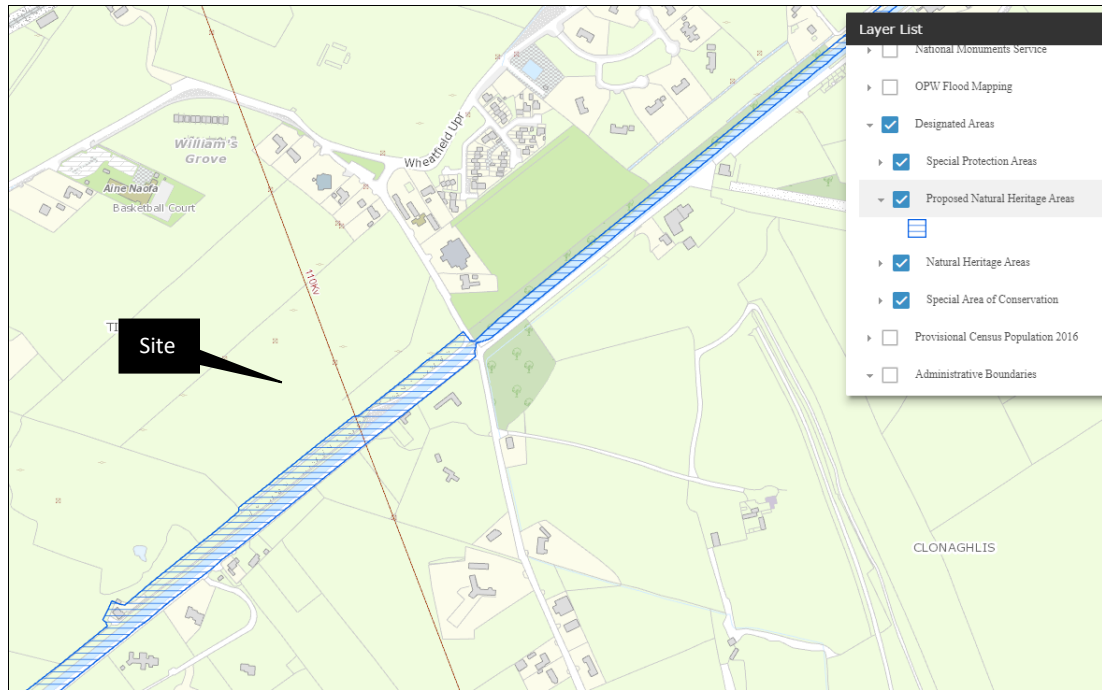 Layer List
National Monuments Service
OPW Flood Mapping
Designated Areas
Special Protection Areas
Proposed Natural Heritage Areas
Natural Heritage Areas
Special Area of Conservation
Provisional Census Population 2016
Administrative Boundaries
William's
Grove
Wheatfield Upr
Aine Naofa
Basketball Court
110Kv
TI
Site
CLONAGHLIS